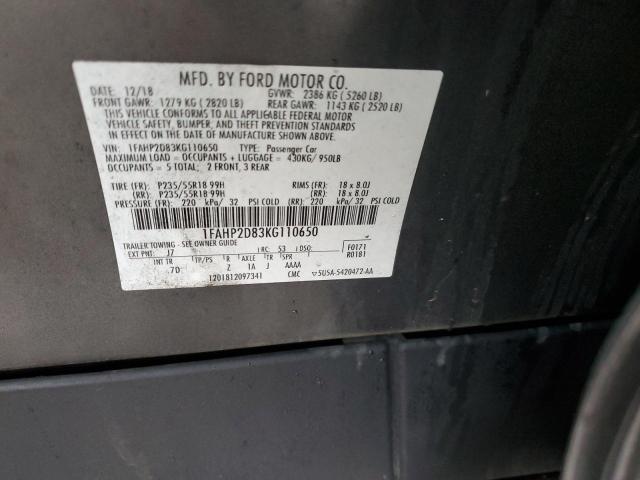 MFD. BY FORD MOTOR CO.
DATE: 12/18 GVWR: 2386 KG ( 5260 LB)
FRONT GAWR: 1279 KG ( 2820 LB) REAR GAWR: 1143 KG ( 2520 LB)
THIS VEHICLE CONFORMS TO ALL APPLICABLE FEDERAL MOTOR
VEHICLE SAFETY, BUMPER, AND THEFT PREVENTION STANDARDS
IN EFFECT ON THE DATE OF MANUFACTURE SHOWN ABOVE.
VIN: 1FAHP2D83KG110650 TYPE: Passenger Car
MAXIMUM LOAD = OCCUPANTS + LUGGAGE = 430KG/ 950LB
OCCUPANTS = 5 TOTAL; 2 FRONT, 3 REAR
TIRE (FR): P235/55R18 99H RIMS (FR): 18 x 8.0J
(RR): P235/55R18 99H (RR): 18 x 8.0J
PRESSURE (FR): 220 kPa/ 32 PSI COLD (RR): 220 kPa/ 32 PSI COLD
1FAHP2D83KG110650
TRAILER TOWING - SEE OWNER GUIDE
EXT PNT: J7 RC: 53 DSO: F0171
R0181
INT TR TP/PS R AXLE TR SPR
7D Z 1A J AAAA
1201812097341 CMC ▽5U5A-5420472-AA